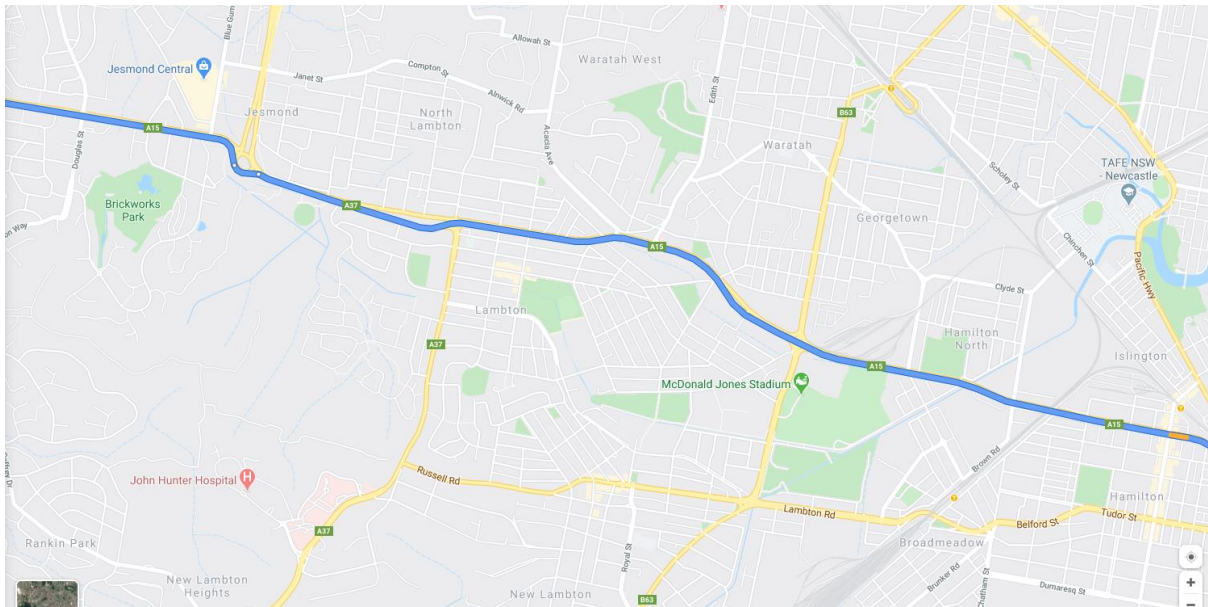 Blue Gum
Allowah St
Jesmond Central
Janet St
Compton St
Waratah West
Alnwick Rd
Edith St
Jesmond
North
Lambton
A15
Douglas St
Acacia Ave
B63
Waratah
Scholey St
TAFE NSW
- Newcastle
Brickworks
Park
A37
A15
Georgetown
Chinchen St
Pacific Hwy
on Way
Clyde St
Lambton
Hamilton
North
Islington
A37
A15
McDonald Jones Stadium
A15
Brown Rd
John Hunter Hospital
H
Russell Rd
Lambton Rd
Hamilton
Belford St
Tudor St
A37
Broadmeadow
Rankin Park
Royal St
Brunker Rd
Chatham St
New Lambton
Heights
New Lambton
B63
Dumaresq St
+
−